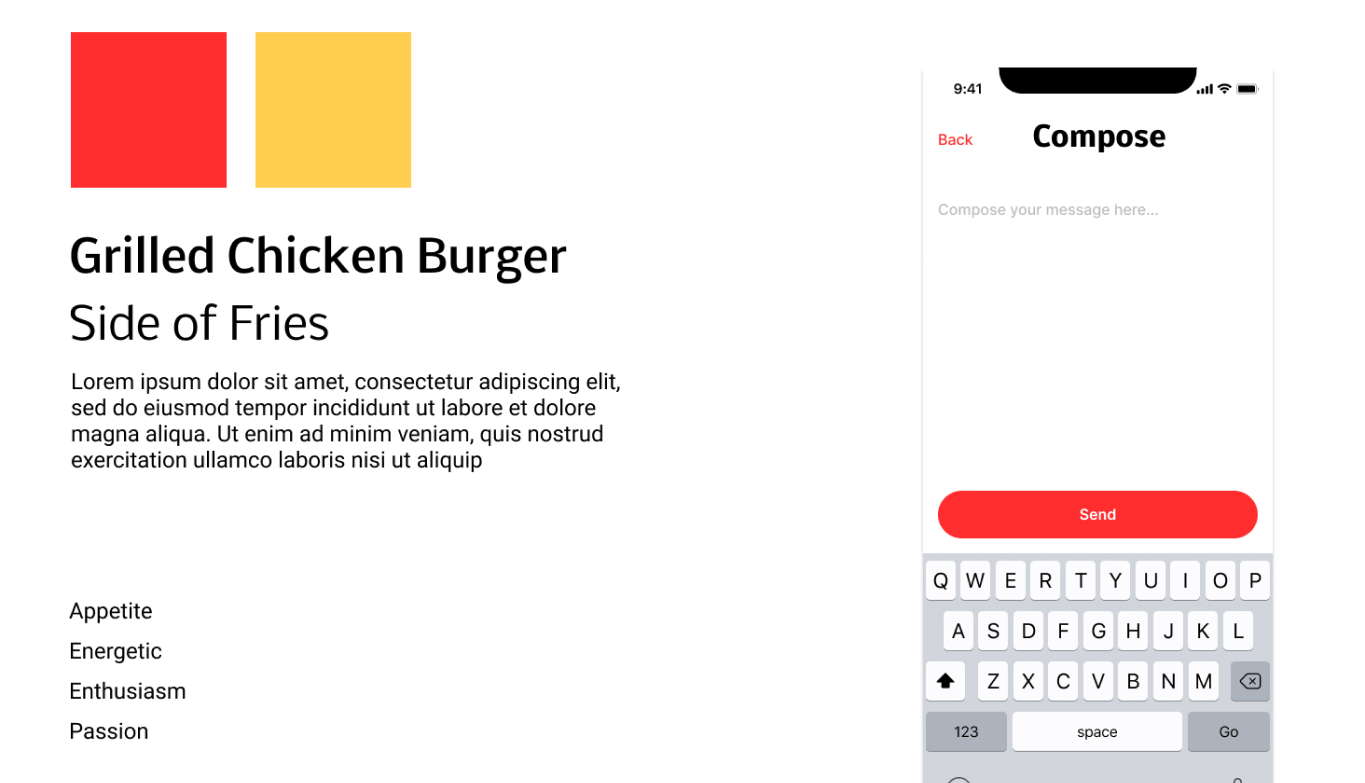 Grilled Chicken Burger
Side of Fries
Lorem ipsum dolor sit amet, consectetur adipiscing elit,
sed do eiusmod tempor incididunt ut labore et dolore
magna aliqua. Ut enim ad minim veniam, quis nostrud
exercitation ullamco laboris nisi ut aliquip
Appetite
Energetic
Enthusiasm
Passion
9:41
Back Compose
Compose your message here...
Send
Q W E R T Y U I O P
A S D F G H J K L
Z X C V B N M
123 space Go